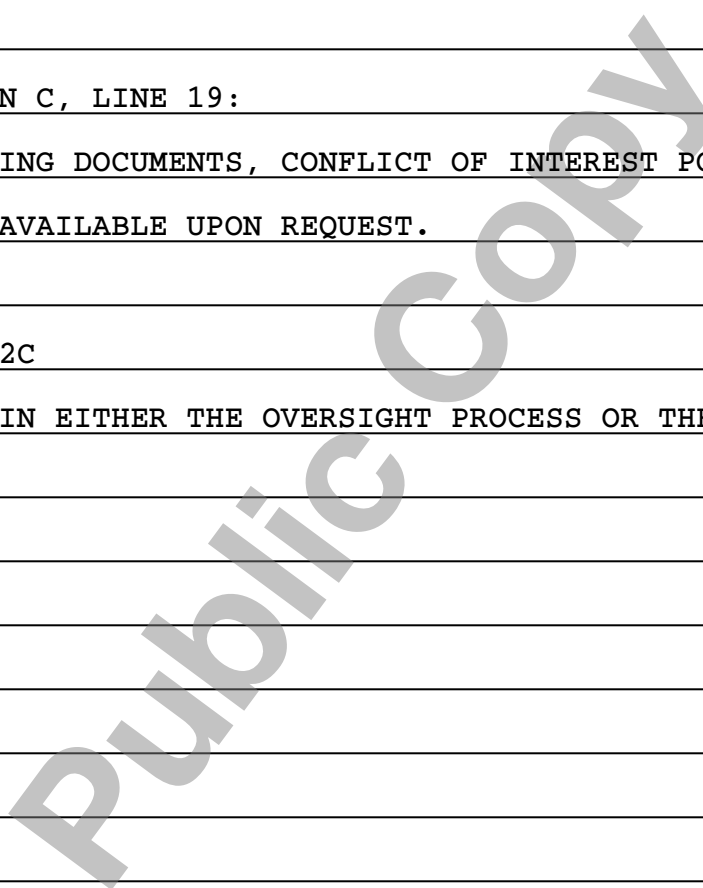 N C, LINE 19:
ING DOCUMENTS, CONFLICT OF INTEREST PO
AVAILABLE UPON REQUEST.
2C
IN EITHER THE OVERSIGHT PROCESS OR THE
Public Copy